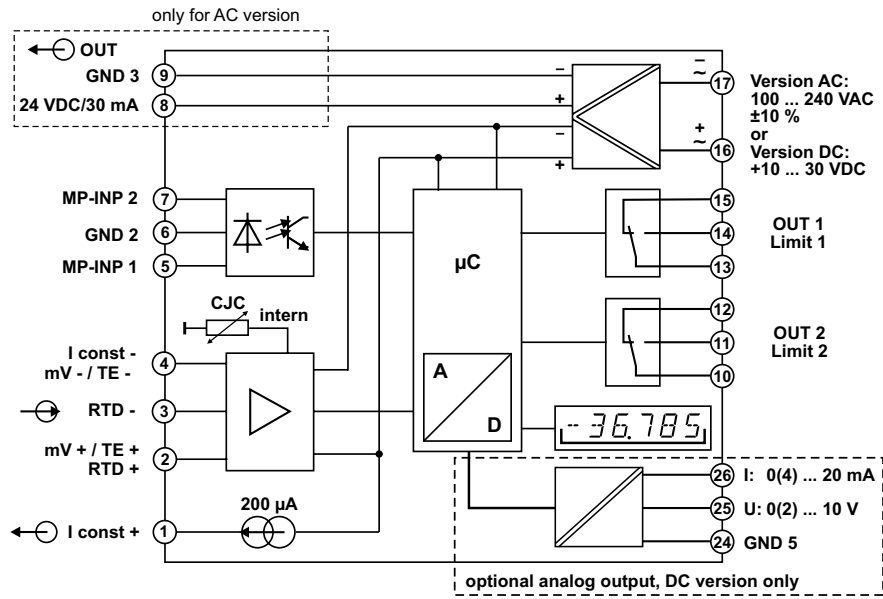 only for AC version
OUT
GND 3
9
24 VDC/30 mA
8
–
+
–
+
–
~
17
+
~
16
Version AC:
100 ... 240 VAC
±10 %
or
Version DC:
+10 ... 30 VDC
MP-INP 2
7
GND 2
6
MP-INP 1
5
µC
A
D
15
14
13
OUT 1
Limit 1
12
11
10
OUT 2
Limit 2
CJC
intern
I const -
mV - / TE -
4
RTD -
3
mV + / TE +
RTD +
2
200 µA
I const +
1
-36.785
26
I: 0(4) ... 20 mA
25
U: 0(2) ... 10 V
24
GND 5
optional analog output, DC version only